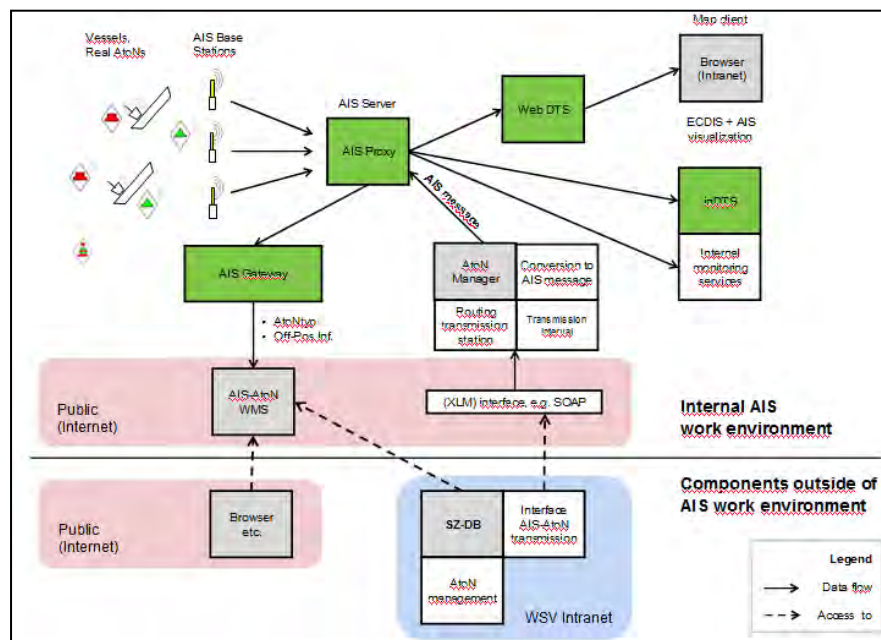 Vessels,
Real AtoNs
AIS Base
Stations
Map client
Browser
(Intranet)
AIS Server
Web DTS
ECDIS + AIS
visualization
AIS Proxy
AIS message
inDTS
Internal
monitoring
services
AIS Gateway
AtoN
Manager
Conversion to
AIS message
Routing
transmission
station
Transmission
Interval
• AtoNtyp
• Off-Pos.Inf.
Public
(Internet)
AIS-AtoN
WMS
(XLM) interface, e.g. SOAP
Internal AIS
work environment
Components outside of
AIS work environment
Public
(Internet)
Browser
etc.
SZ-DB
Interface
AIS-AtoN
transmission
AtoN
management
WSV Intranet
Legend
Data flow
Access to